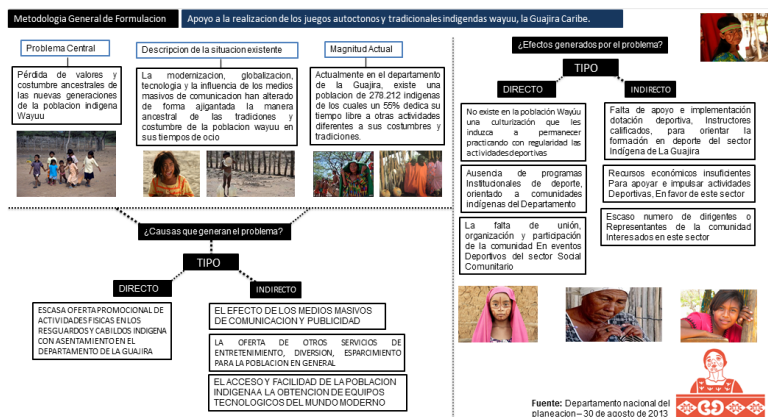 Metodologia General de Formulacion
Apoyo a la realizacion de los juegos autoctonos y tradicionales indigendas wayuu, la Guajira Caribe.
Problema Central
Pérdida de valores y
costumbre ancestrales de
las nuevas generaciones
de la poblacion indigena
Wayuu
Descripcion de la situacion existente
La modernizacion, globalizacion,
tecnologia y la influencia de los medios
masivos de comunicacion han alterado
de forma ajigantada la manera
ancestral de las tradiciones y
costumbre de la poblacion wayuu en
sus tiempos de ocio
Magnitud Actual
Actualmente en el departamento
de la Guajira, existe una
poblacion de 278.212 indigenas
de los cuales un 55% dedica su
tiempo libre a otras actividades
diferentes a sus costumbres y
tradiciones.
¿Causas que generan el problema?
TIPO
DIRECTO
INDIRECTO
ESCASA OFERTA PROMOCIONAL DE
ACTIVIDADES FISICAS EN LOS
RESGUARDOS Y CABILDOS INDIGENA
CON ASENTAMIENTO EN EL
DEPARTAMENTO DE LA GUAJIRA
EL EFECTO DE LOS MEDIOS MASIVOS
DE COMUNICACION Y PUBLICIDAD
LA OFERTA DE OTROS SERVICIOS DE
ENTRETENIMIENTO, DIVERSION, ESPARCIMIENTO
PARA LA POBLACION EN GENERAL
EL ACCESO Y FACILIDAD DE LA POBLACION
INDIGENA A LA OBTENCION DE EQUIPOS
TECNOLOGICOS DEL MUNDO MODERNO
¿Efectos generados por el problema?
TIPO
DIRECTO
INDIRECTO
No existe en la población Wayúu
una culturización que les
induzca a permanecer
practicando con regularidad las
actividades deportivas
Ausencia de programas
Institucionales de deporte,
orientado a comunidades
indígenas del Departamento
La falta de unión,
organización y participación
de la comunidad En eventos
Deportivos del sector Social
Comunitario
Falta de apoyo e implementación
dotación deportiva, Instructores
calificados, para orientar la
formación en deporte del sector
Indígena de La Guajira
Recursos económicos insuficientes
Para apoyar e impulsar actividades
Deportivas, En favor de este sector
Escaso numero de dirigentes o
Representantes de la comunidad
Interesados en este sector
Fuente: Departamento nacional del
planeacion – 30 de agosto de 2013